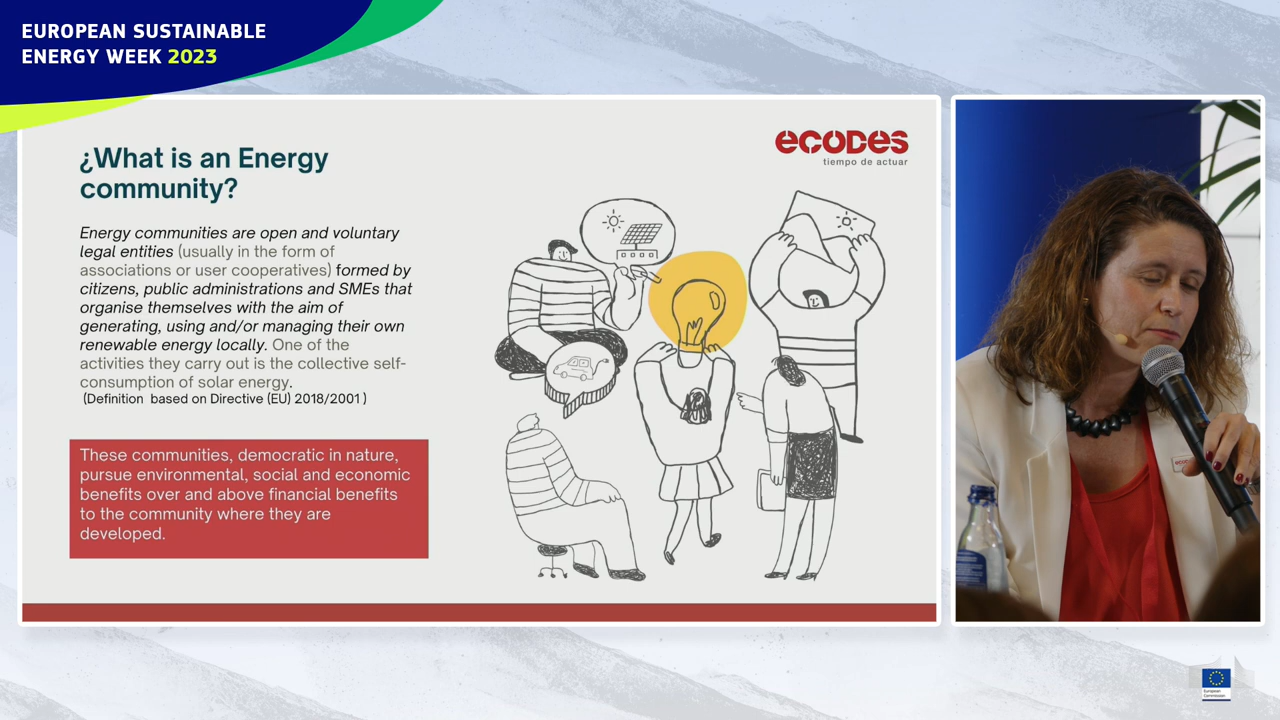 EUROPEAN SUSTAINABLE
ENERGY WEEK 2023
¿What is an Energy
community?
Energy communities are open and voluntary
legal entities (usually in the form of
associations or user cooperatives) formed by
citizens, public administrations and SMEs that
organise themselves with the aim of
generating, using and/or managing their own
renewable energy locally. One of the
activities they carry out is the collective self-
consumption of solar energy.
(Definition based on Directive (EU) 2018/2001)
These communities, democratic in nature,
pursue environmental, social and economic
benefits over and above financial benefits
to the community where they are
developed.
ecodes
tiempo de actuar
European
Commission